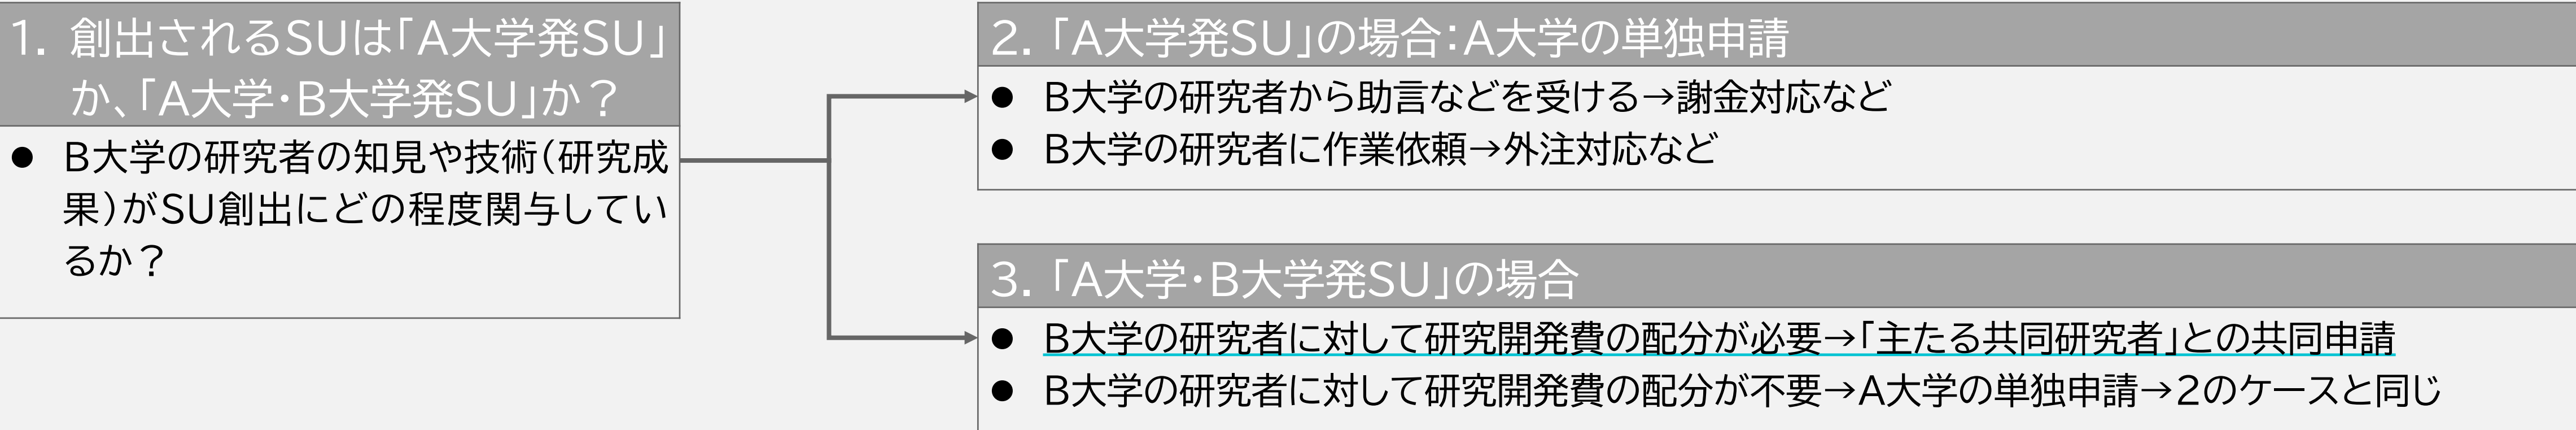 1. 創出されるSUは「A大学発SU」
か、「A大学・B大学発SU」か？
● B大学の研究者の知見や技術(研究成
果)がSU創出にどの程度関与してい
るか？
2. 「A大学発SU」の場合：A大学の単独申請
● B大学の研究者から助言などを受ける→謝金対応など
● B大学の研究者に作業依頼→外注対応など
3. 「A大学・B大学発SU」の場合
● B大学の研究者に対して研究開発費の配分が必要→「主たる共同研究者」との共同申請
● B大学の研究者に対して研究開発費の配分が不要→A大学の単独申請→2のケースと同じ